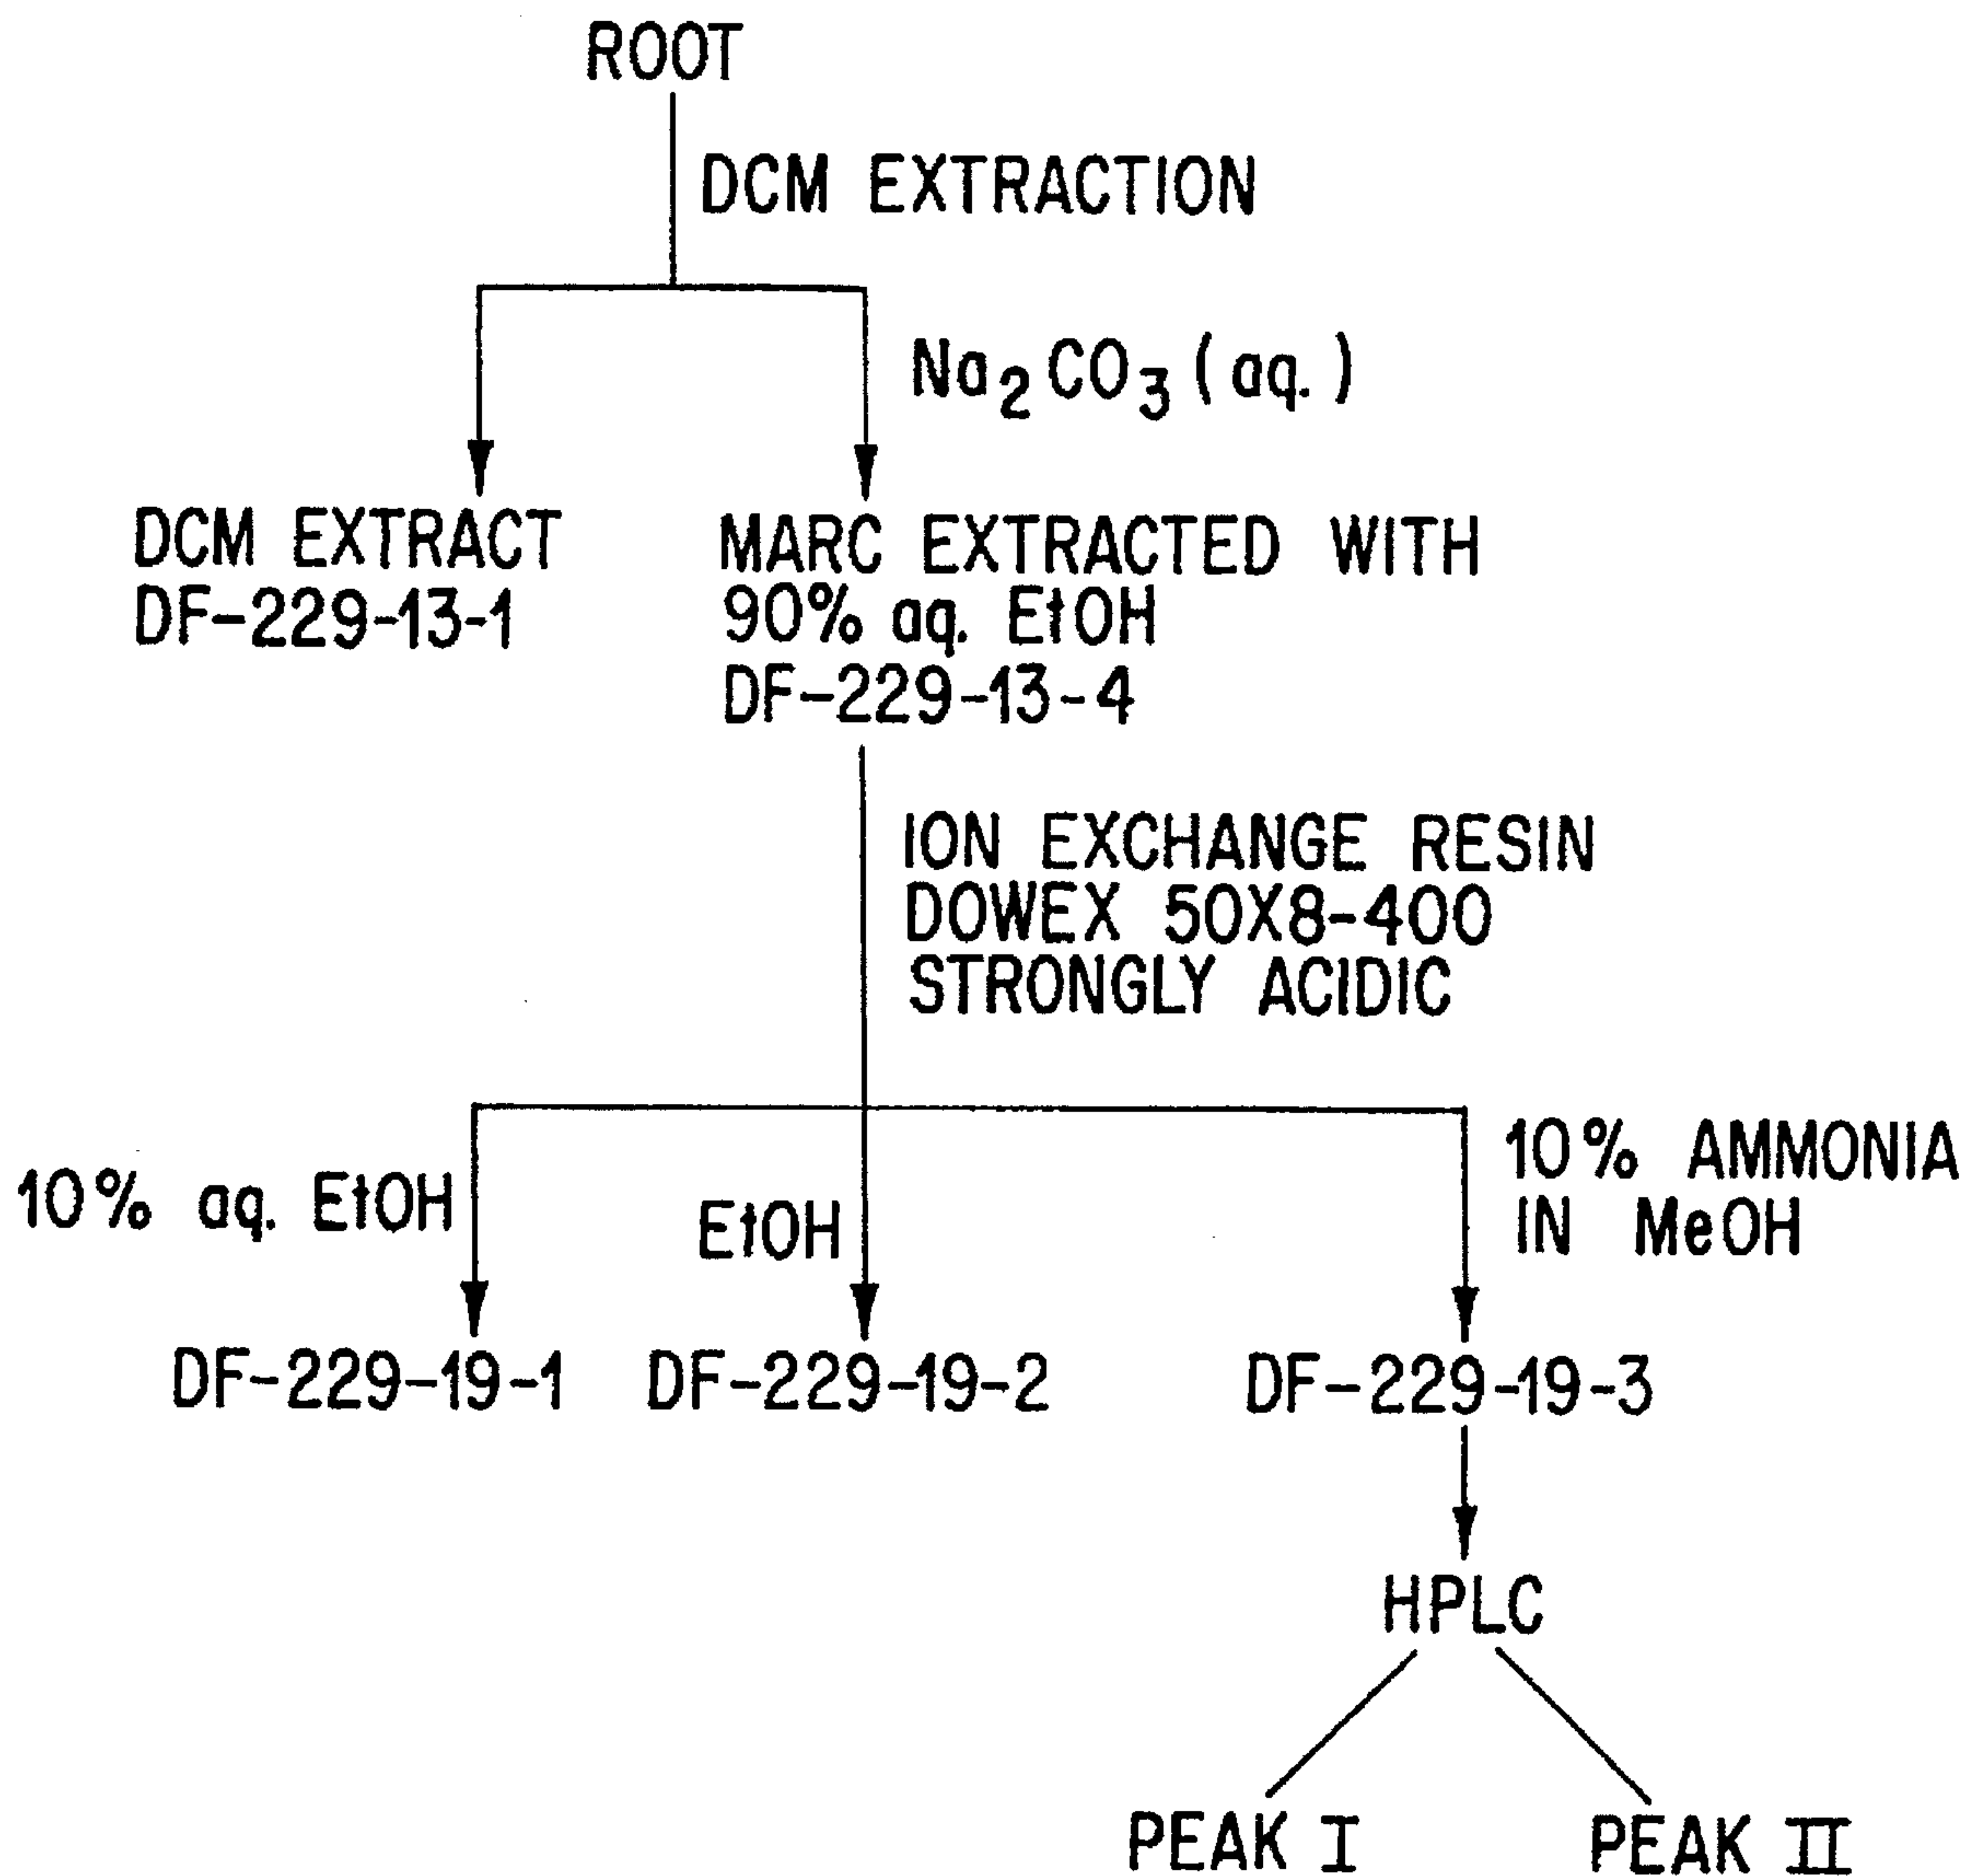 ROOT
DCM EXTRACTION
Na₂CO₃(aq.)
DCM EXTRACT
DF-229-13-1
MARC EXTRACTED WITH
90% aq. EtOH
DF-229-13-4
ION EXCHANGE RESIN
DOWEX 50X8-400
STRONGLY ACIDIC
10% aq. EtOH
EtOH
10% AMMONIA
IN MeOH
DF-229-19-1
DF-229-19-2
DF-229-19-3
HPLC
PEAK I
PEAK II